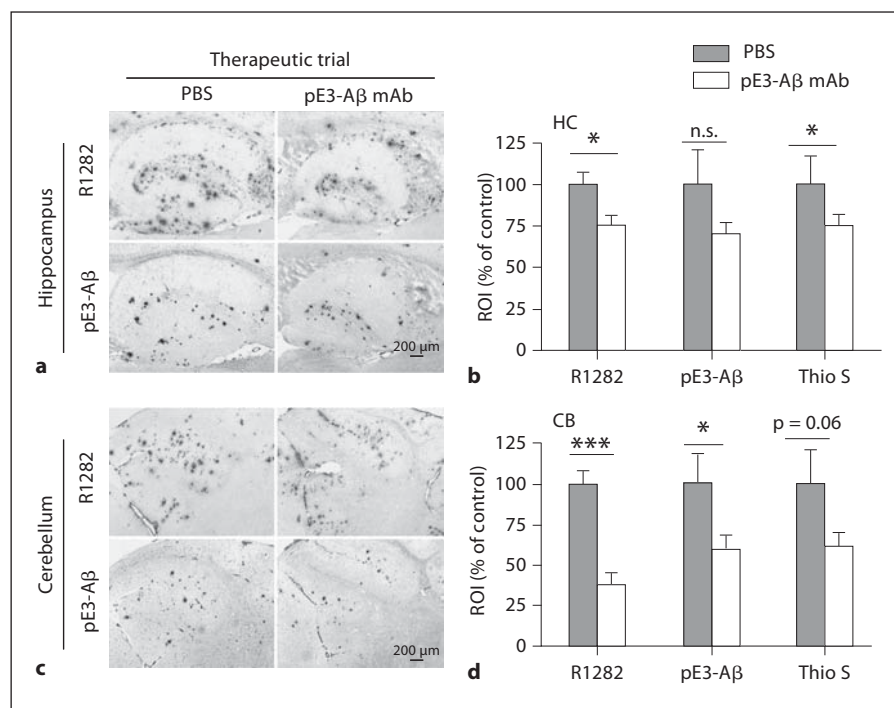 Therapeutic trial
PBS
pE3-Aβ mAb
Hippocampus
R1282
pE3-Aβ
200 μm
a
PBS
pE3-Aβ mAb
HC
*
n.s.
*
ROI (% of control)
125
100
75
50
25
0
R1282
pE3-Aβ
Thio S
b
Cerebellum
R1282
pE3-Aβ
200 μm
c
CB
***
*
p = 0.06
ROI (% of control)
125
100
75
50
25
0
R1282
pE3-Aβ
Thio S
d